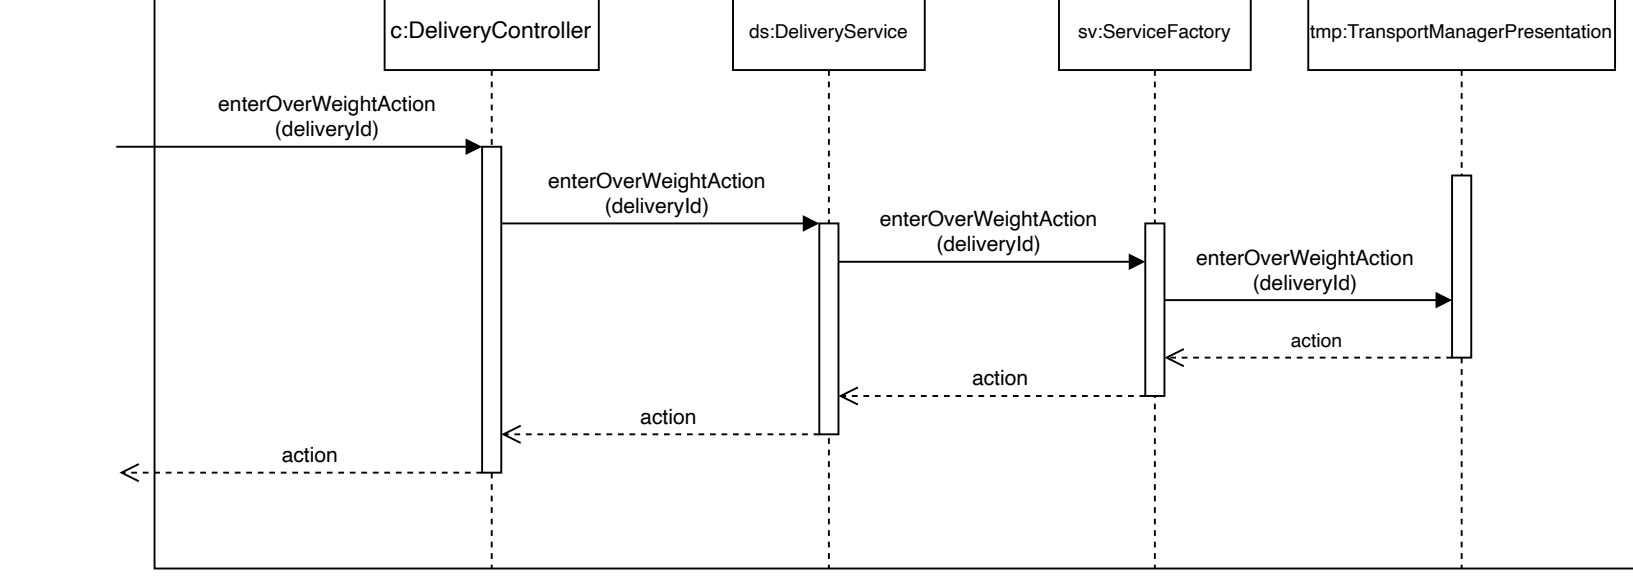 c:DeliveryController
ds:DeliveryService
sv:ServiceFactory
tmp:TransportManagerPresentation
enterOverWeightAction
(deliveryId)
enterOverWeightAction
(deliveryId)
enterOverWeightAction
(deliveryId)
enterOverWeightAction
(deliveryId)
action
action
action
action